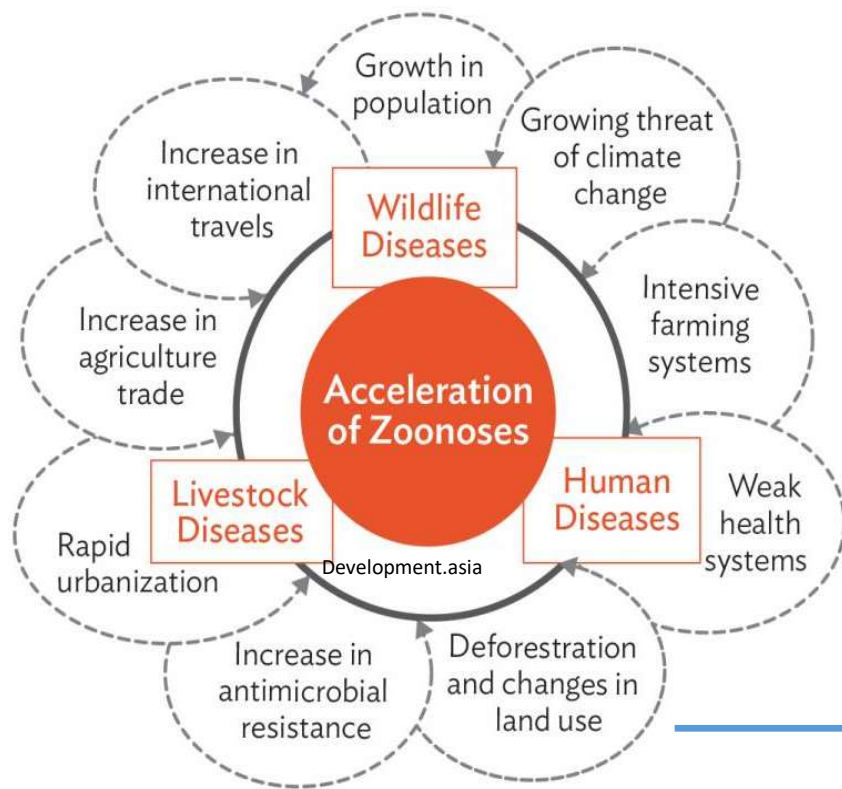 Growth in
population
Growing threat
of climate
change
Increase in
international
travels
Wildlife
Diseases
Intensive
farming
systems
Increase in
agriculture
trade
Acceleration
of Zoonoses
Livestock
Diseases
Human
Diseases
Weak
health
systems
Rapid
urbanization
Development.asia
Increase in
antimicrobial
resistance
Deforestration
and changes in
land use